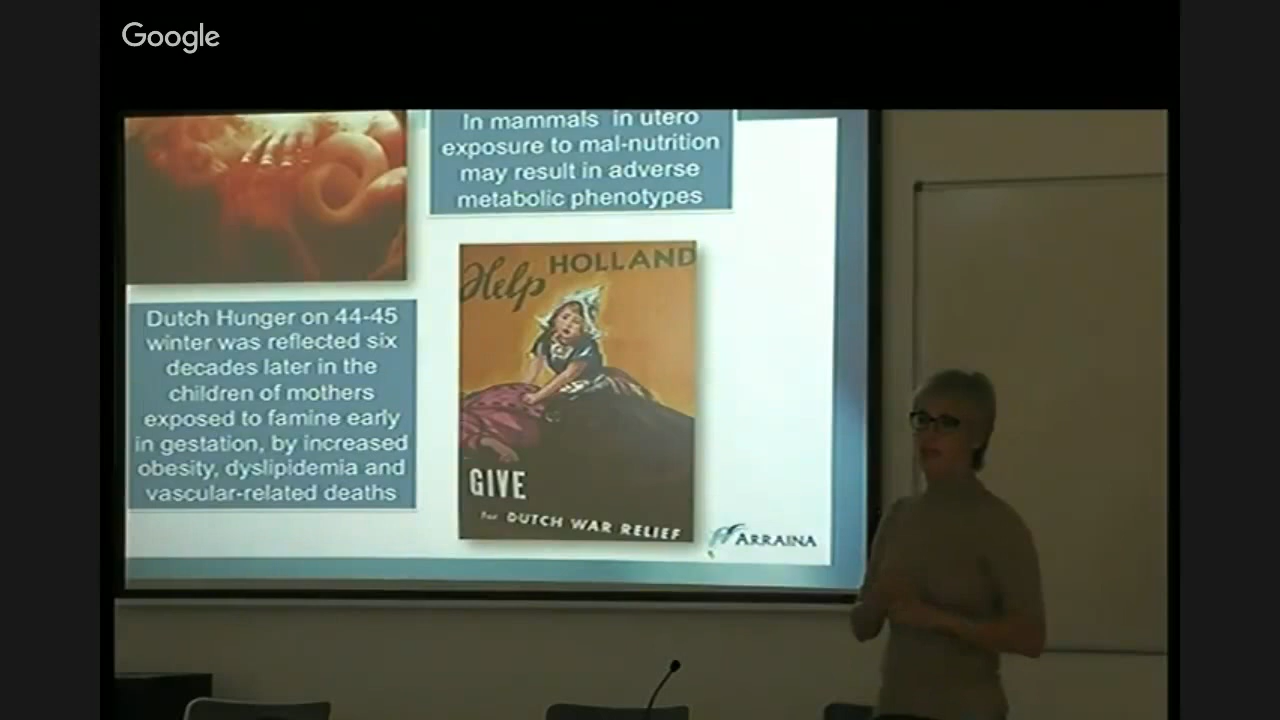 Google
In mammals in utero
exposure to mal-nutrition
may result in adverse
metabolic phenotypes
Dutch Hunger on 44-45
winter was reflected six
decades later in the
children of mothers
exposed to famine early
in gestation, by increased
obesity, dyslipidemia and
vascular-related deaths
Help HOLLAND
GIVE
for DUTCH WAR RELIEF
ARRAINA